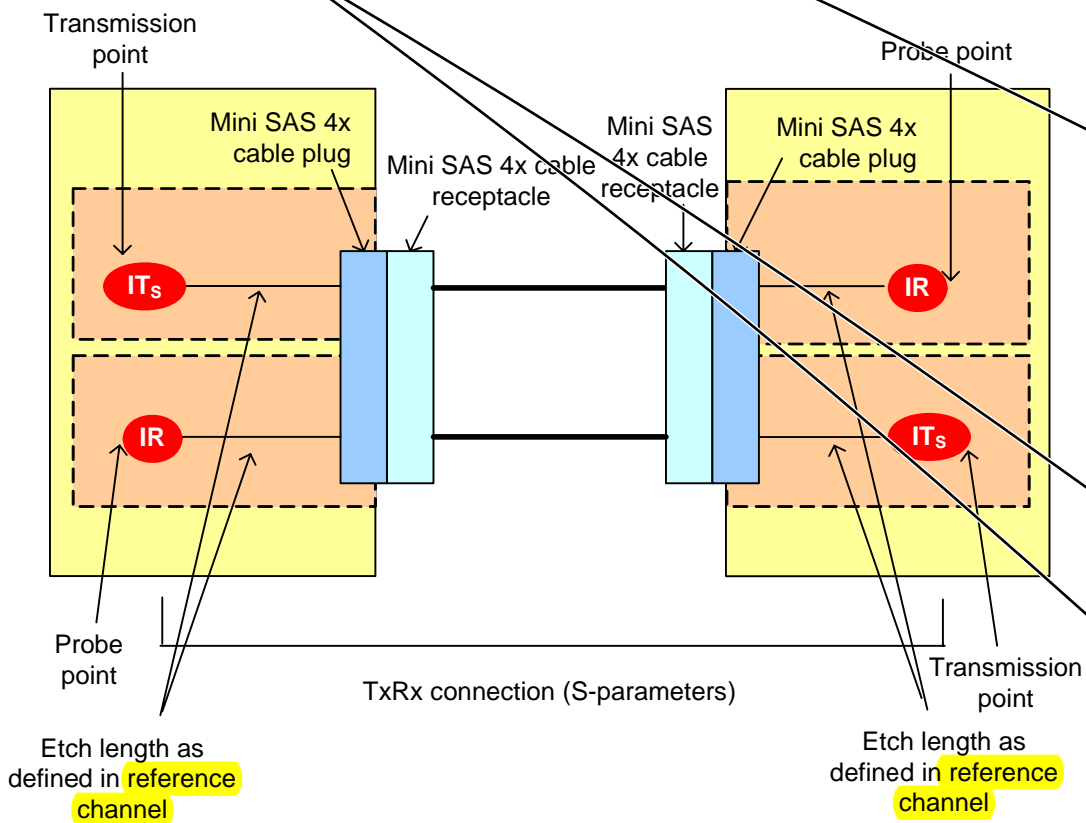 Transmission
point
Probe point
Mini SAS 4x
cable plug
Mini SAS 4x cable
receptacle
Mini SAS
4x cable
receptacle
Mini SAS 4x
cable plug
ITS
IR
IR
ITS
Probe
point
TxRx connection (S-parameters)
Transmission
point
Etch length as
defined in reference
channel
Etch length as
defined in reference
channel